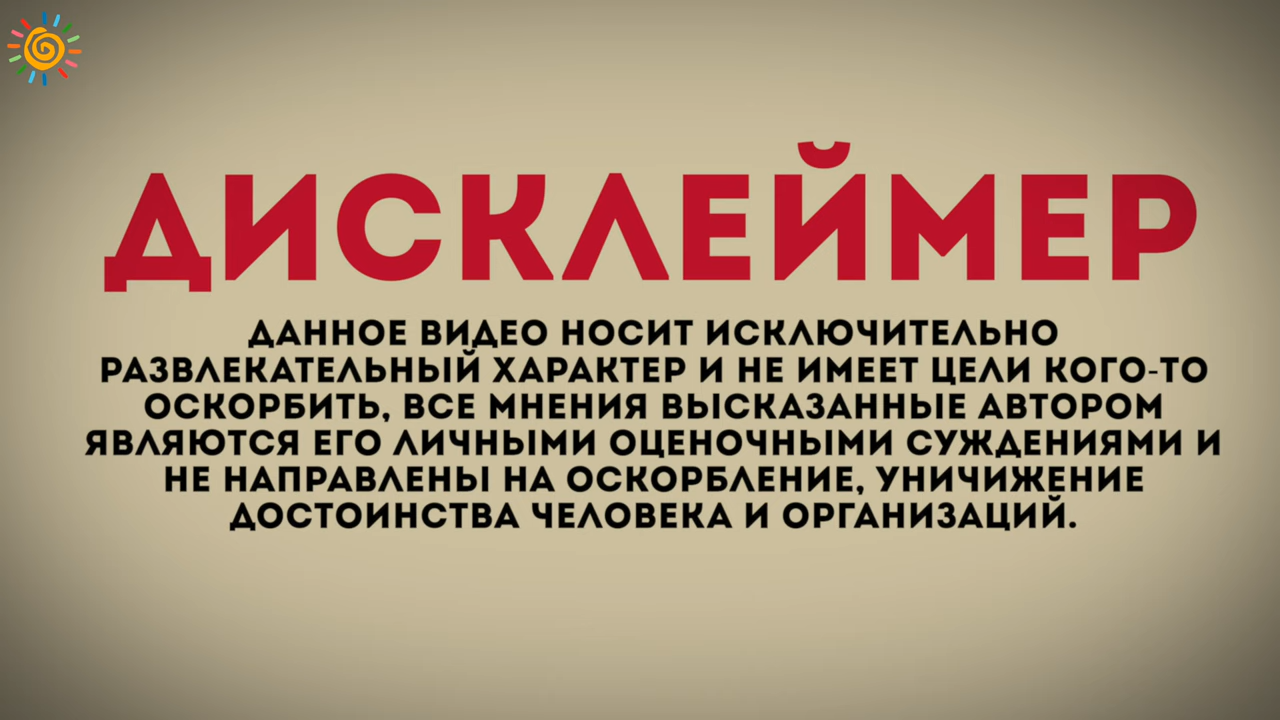 ДИСКЛЕЙМЕР
ДАННОЕ ВИДЕО НОСИТ ИСКЛЮЧИТЕЛЬНО
РАЗВЛЕКАТЕЛЬНЫЙ ХАРАКТЕР И НЕ ИМЕЕТ ЦЕЛИ КОГО-ТО
ОСКОРБИТЬ, ВСЕ МНЕНИЯ ВЫСКАЗАННЫЕ АВТОРОМ
ЯВЛЯЮТСЯ ЕГО ЛИЧНЫМИ ОЦЕНОЧНЫМИ СУЖДЕНИЯМИ И
НЕ НАПРАВЛЕНЫ НА ОСКОРБЛЕНИЕ, УНИЧИЖЕНИЕ
ДОСТОИНСТВА ЧЕЛОВЕКА И ОРГАНИЗАЦИЙ.